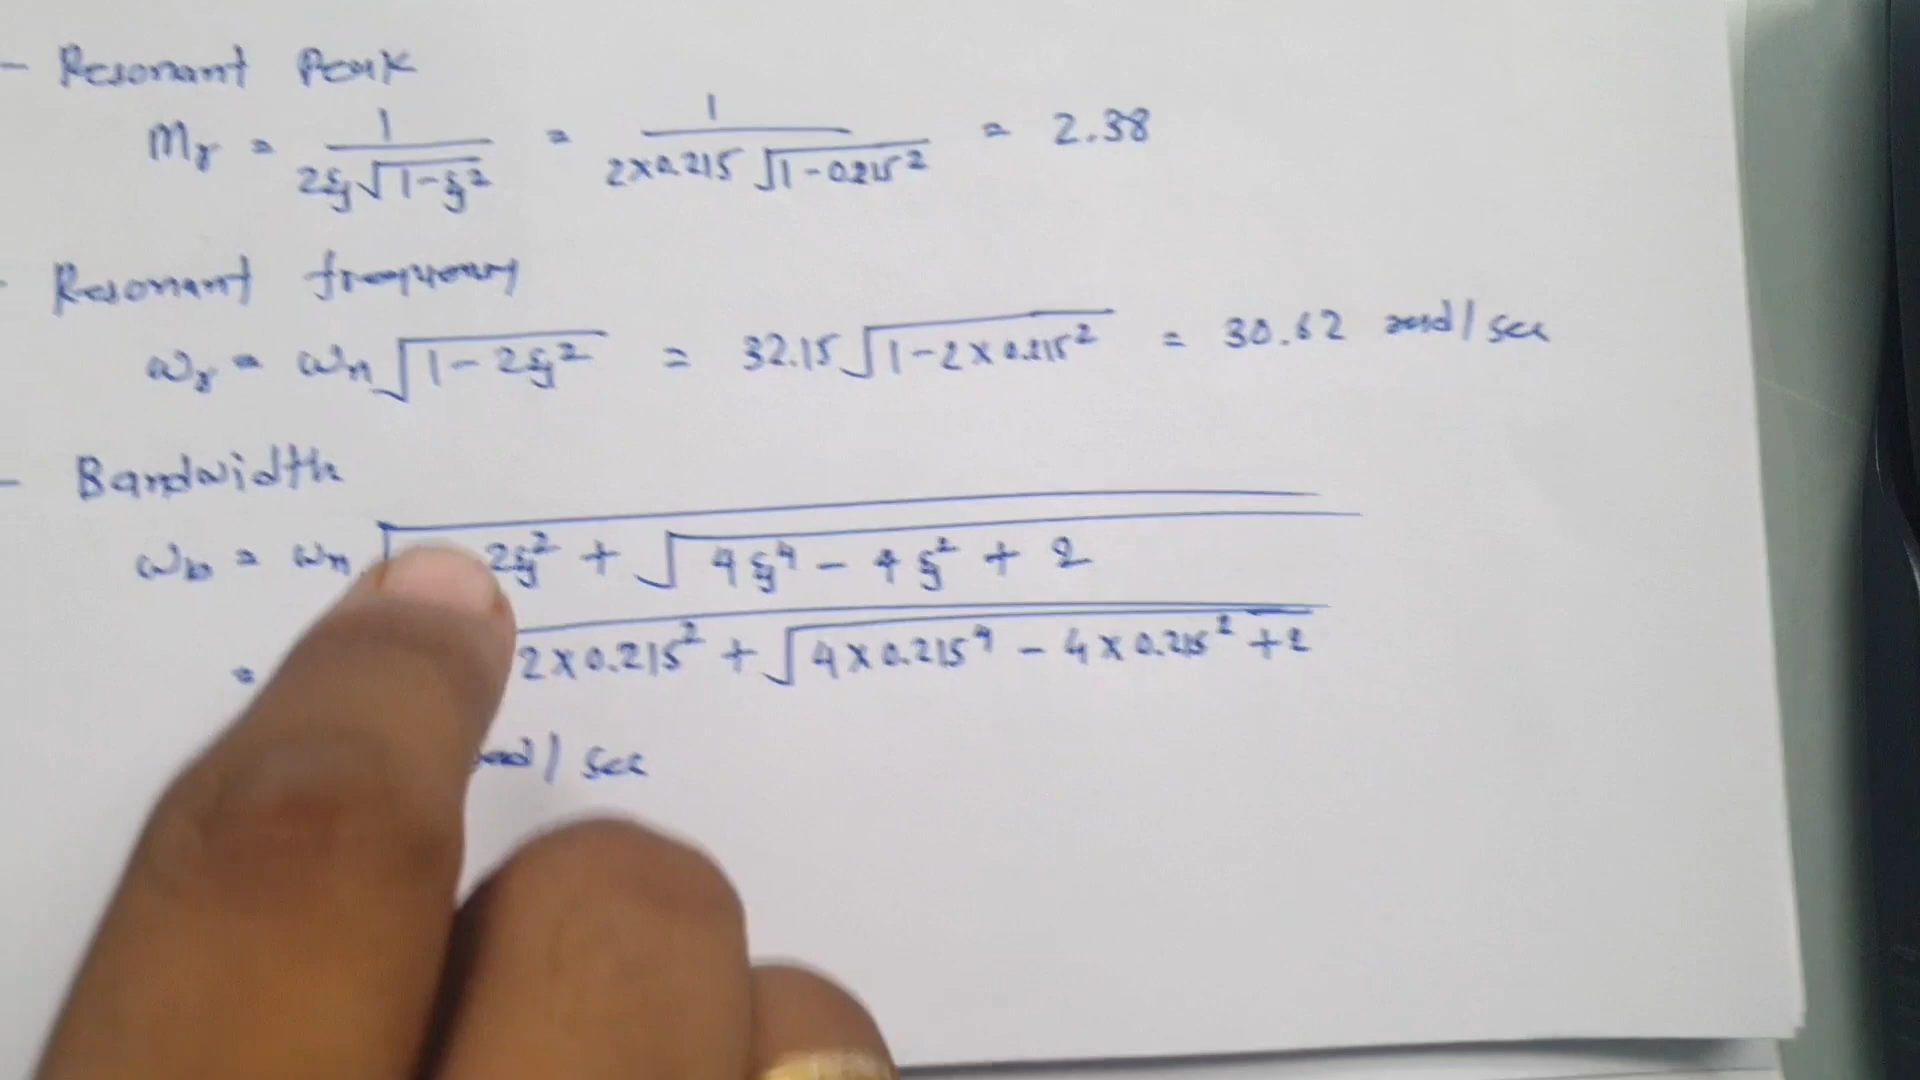 - Resonant Peak
Mr = 1 / 2ξ√1-ξ² = 1 / 2×0.215 √1-0.215² = 2.38
- Resonant frequency
ωr = ωn √1-2ξ² = 32.15 √1-2×0.215² = 30.62 rad/sec
- Bandwidth
ωb = ωn √ 2ξ² + √4ξ⁴ - 4ξ² + 2
= 2×0.215² + √4×0.215⁴ - 4×0.215² +2
rad/sec